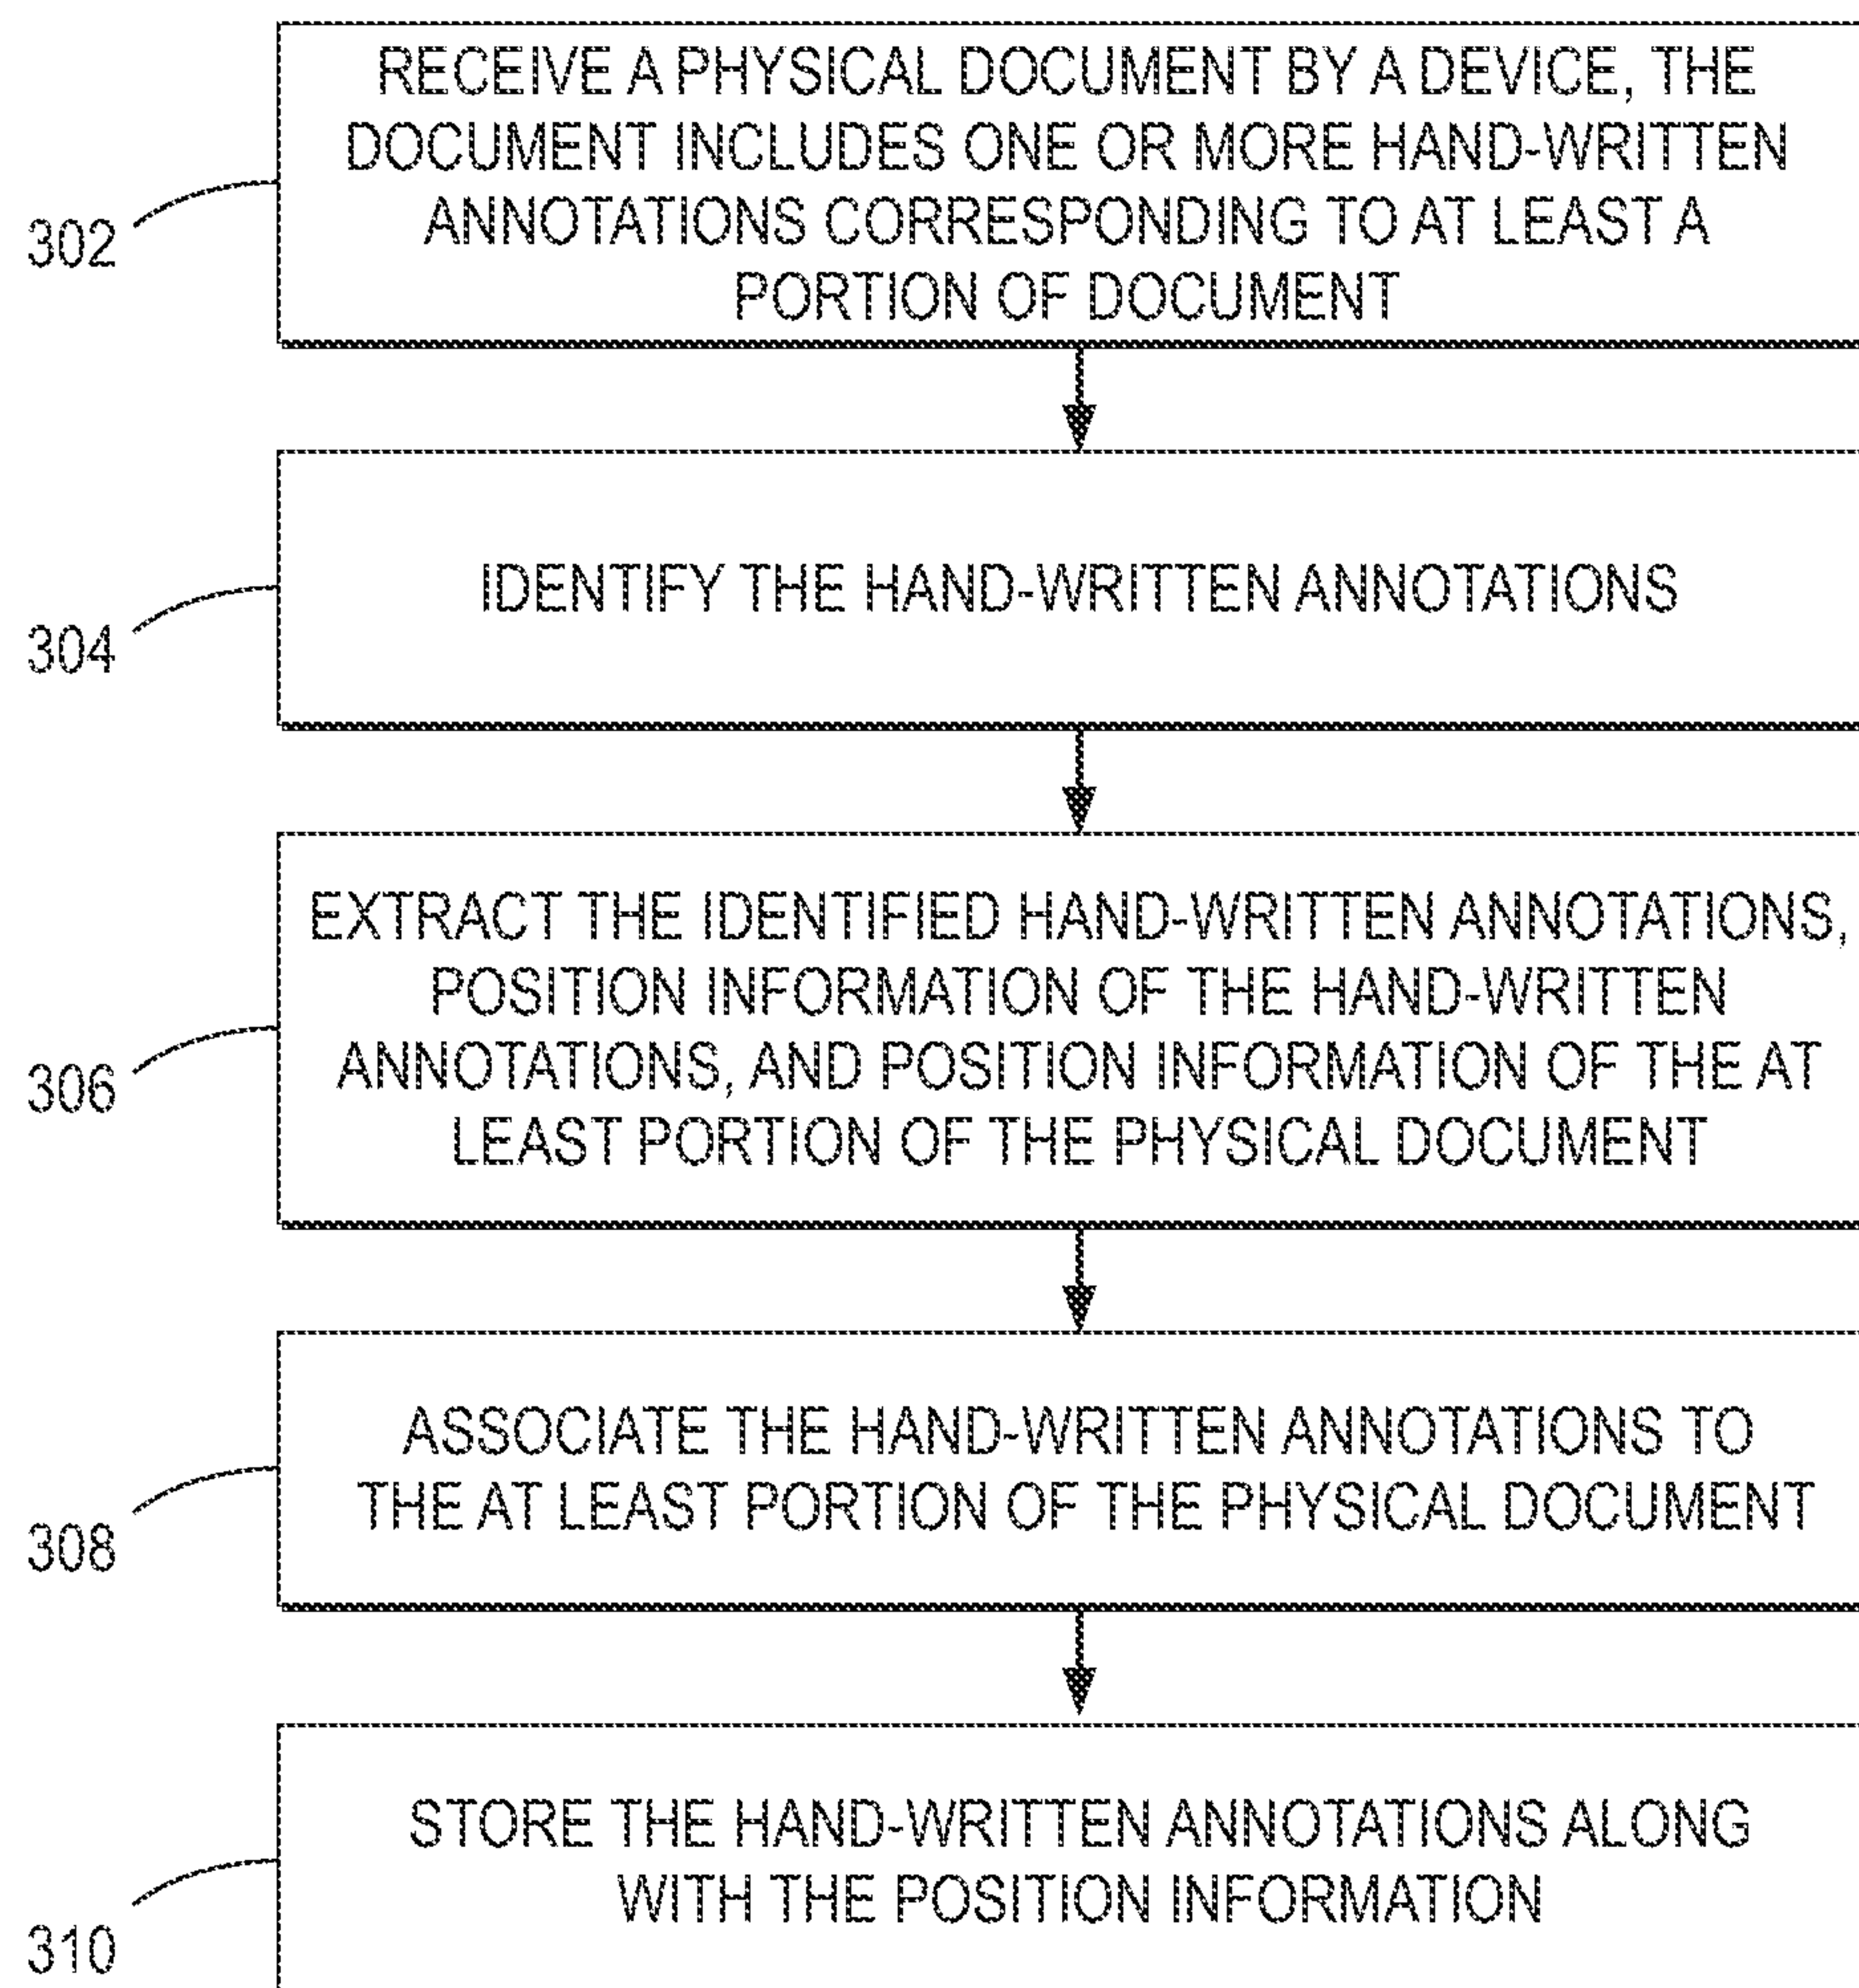 RECEIVE A PHYSICAL DOCUMENT BY A DEVICE, THE
DOCUMENT INCLUDES ONE OR MORE HAND-WRITTEN
ANNOTATIONS CORRESPONDING TO AT LEAST A
PORTION OF DOCUMENT
302
IDENTIFY THE HAND-WRITTEN ANNOTATIONS
304
EXTRACT THE IDENTIFIED HAND-WRITTEN ANNOTATIONS,
POSITION INFORMATION OF THE HAND-WRITTEN
ANNOTATIONS, AND POSITION INFORMATION OF THE AT
LEAST PORTION OF THE PHYSICAL DOCUMENT
306
ASSOCIATE THE HAND-WRITTEN ANNOTATIONS TO
THE AT LEAST PORTION OF THE PHYSICAL DOCUMENT
308
STORE THE HAND-WRITTEN ANNOTATIONS ALONG
WITH THE POSITION INFORMATION
310